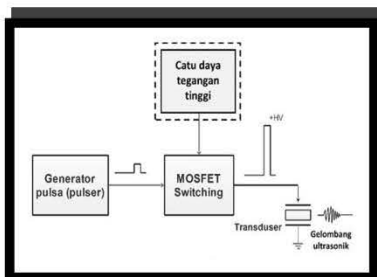 Catu daya
tegangan
tinggi
+HV
Generator
pulsa (pulser)
MOSFET
Switching
Transduser
Gelombang
ultrasonik